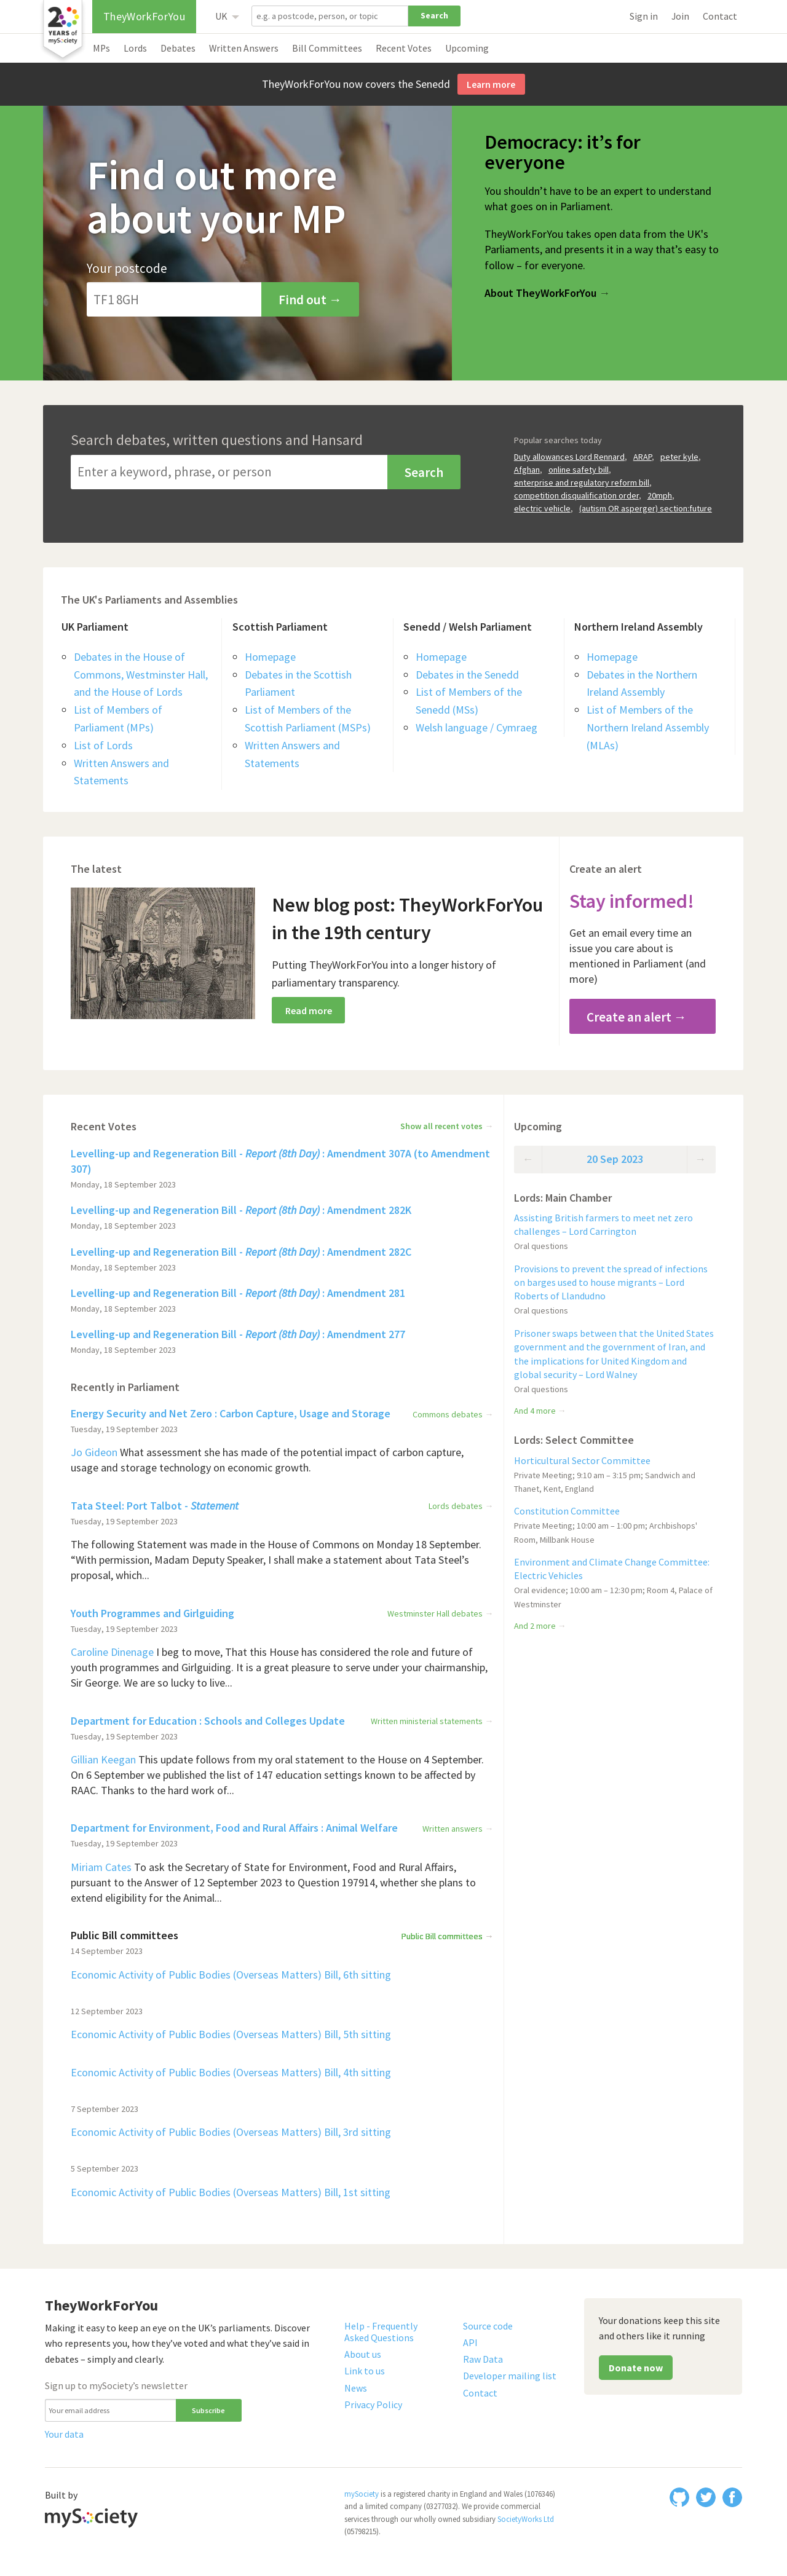 20
YEARS of
mySociety
TheyWorkForYou
UK
e.g. a postcode, person, or topic
Search
Sign in
Join
Contact
MPs
Lords
Debates
Written Answers
Bill Committees
Recent Votes
Upcoming
TheyWorkForYou now covers the Senedd
Learn more
Find out more
about your MP
Your postcode
TF1 8GH
Find out →
Democracy: it’s for
everyone
You shouldn’t have to be an expert to understand
what goes on in Parliament.
TheyWorkForYou takes open data from the UK's
Parliaments, and presents it in a way that’s easy to
follow – for everyone.
About TheyWorkForYou →
Search debates, written questions and Hansard
Enter a keyword, phrase, or person
Search
Popular searches today
Duty allowances Lord Rennard, ARAP, peter kyle,
Afghan, online safety bill,
enterprise and regulatory reform bill,
competition disqualification order, 20mph,
electric vehicle, (autism OR asperger) section:future
The UK's Parliaments and Assemblies
UK Parliament
Debates in the House of
Commons, Westminster Hall,
and the House of Lords
List of Members of
Parliament (MPs)
List of Lords
Written Answers and
Statements
Scottish Parliament
Homepage
Debates in the Scottish
Parliament
List of Members of the
Scottish Parliament (MSPs)
Written Answers and
Statements
Senedd / Welsh Parliament
Homepage
Debates in the Senedd
List of Members of the
Senedd (MSs)
Welsh language / Cymraeg
Northern Ireland Assembly
Homepage
Debates in the Northern
Ireland Assembly
List of Members of the
Northern Ireland Assembly
(MLAs)
The latest
New blog post: TheyWorkForYou
in the 19th century
Putting TheyWorkForYou into a longer history of
parliamentary transparency.
Read more
Create an alert
Stay informed!
Get an email every time an
issue you care about is
mentioned in Parliament (and
more)
Create an alert →
Recent Votes
Show all recent votes →
Levelling-up and Regeneration Bill - Report (8th Day) : Amendment 307A (to Amendment
307)
Monday, 18 September 2023
Levelling-up and Regeneration Bill - Report (8th Day) : Amendment 282K
Monday, 18 September 2023
Levelling-up and Regeneration Bill - Report (8th Day) : Amendment 282C
Monday, 18 September 2023
Levelling-up and Regeneration Bill - Report (8th Day) : Amendment 281
Monday, 18 September 2023
Levelling-up and Regeneration Bill - Report (8th Day) : Amendment 277
Monday, 18 September 2023
Recently in Parliament
Energy Security and Net Zero : Carbon Capture, Usage and Storage
Commons debates →
Tuesday, 19 September 2023
Jo Gideon What assessment she has made of the potential impact of carbon capture,
usage and storage technology on economic growth.
Tata Steel: Port Talbot - Statement
Lords debates →
Tuesday, 19 September 2023
The following Statement was made in the House of Commons on Monday 18 September.
“With permission, Madam Deputy Speaker, I shall make a statement about Tata Steel’s
proposal, which...
Youth Programmes and Girlguiding
Westminster Hall debates →
Tuesday, 19 September 2023
Caroline Dinenage I beg to move, That this House has considered the role and future of
youth programmes and Girlguiding. It is a great pleasure to serve under your chairmanship,
Sir George. We are so lucky to live...
Department for Education : Schools and Colleges Update
Written ministerial statements →
Tuesday, 19 September 2023
Gillian Keegan This update follows from my oral statement to the House on 4 September.
On 6 September we published the list of 147 education settings known to be affected by
RAAC. Thanks to the hard work of...
Department for Environment, Food and Rural Affairs : Animal Welfare
Written answers →
Tuesday, 19 September 2023
Miriam Cates To ask the Secretary of State for Environment, Food and Rural Affairs,
pursuant to the Answer of 12 September 2023 to Question 197914, whether she plans to
extend eligibility for the Animal...
Public Bill committees
Public Bill committees →
14 September 2023
Economic Activity of Public Bodies (Overseas Matters) Bill, 6th sitting
12 September 2023
Economic Activity of Public Bodies (Overseas Matters) Bill, 5th sitting
Economic Activity of Public Bodies (Overseas Matters) Bill, 4th sitting
7 September 2023
Economic Activity of Public Bodies (Overseas Matters) Bill, 3rd sitting
5 September 2023
Economic Activity of Public Bodies (Overseas Matters) Bill, 1st sitting
Upcoming
← 20 Sep 2023 →
Lords: Main Chamber
Assisting British farmers to meet net zero
challenges – Lord Carrington
Oral questions
Provisions to prevent the spread of infections
on barges used to house migrants – Lord
Roberts of Llandudno
Oral questions
Prisoner swaps between that the United States
government and the government of Iran, and
the implications for United Kingdom and
global security – Lord Walney
Oral questions
And 4 more →
Lords: Select Committee
Horticultural Sector Committee
Private Meeting; 9:10 am – 3:15 pm; Sandwich and
Thanet, Kent, England
Constitution Committee
Private Meeting; 10:00 am – 1:00 pm; Archbishops'
Room, Millbank House
Environment and Climate Change Committee:
Electric Vehicles
Oral evidence; 10:00 am – 12:30 pm; Room 4, Palace of
Westminster
And 2 more →
TheyWorkForYou
Making it easy to keep an eye on the UK’s parliaments. Discover
who represents you, how they’ve voted and what they’ve said in
debates – simply and clearly.
Sign up to mySociety’s newsletter
Your email address
Subscribe
Your data
Help - Frequently
Asked Questions
About us
Link to us
News
Privacy Policy
Source code
API
Raw Data
Developer mailing list
Contact
Your donations keep this site
and others like it running
Donate now
Built by
mySociety
mySociety is a registered charity in England and Wales (1076346)
and a limited company (03277032). We provide commercial
services through our wholly owned subsidiary SocietyWorks Ltd
(05798215).